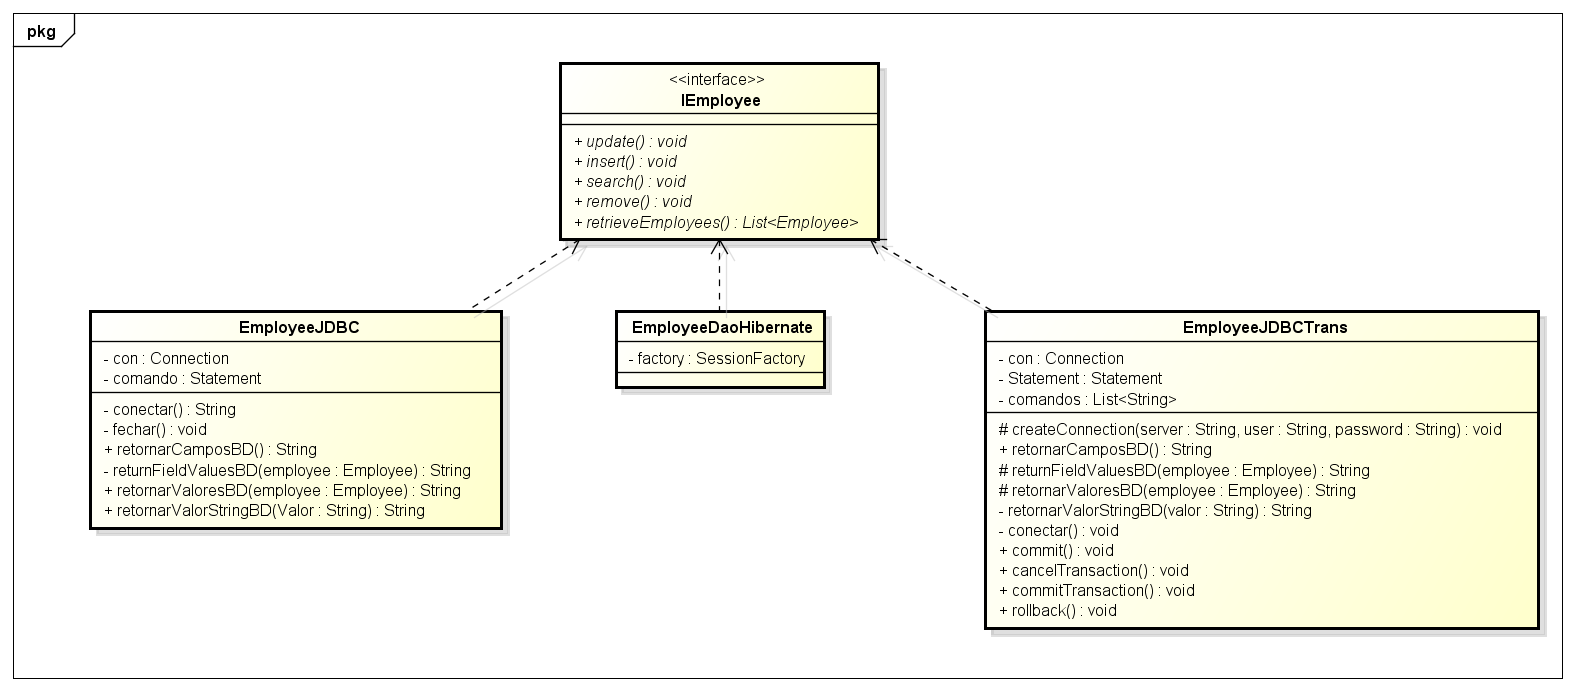 pkg
<<interface>>
IEmployee
+ update() : void
+ insert() : void
+ search() : void
+ remove() : void
+ retrieveEmployees() : List<Employee>
EmployeeJDBC
- con : Connection
- comando : Statement
- conectar() : String
- fechar() : void
+ retornarCamposBD() : String
- returnFieldValuesBD(employee : Employee) : String
+ retornarValoresBD(employee : Employee) : String
+ retornarValorStringBD(Valor : String) : String
EmployeeDaoHibernate
- factory : SessionFactory
EmployeeJDBCTrans
- con : Connection
- Statement : Statement
- comandos : List<String>
# createConnection(server : String, user : String, password : String) : void
+ retornarCamposBD() : String
# returnFieldValuesBD(employee : Employee) : String
# retornarValoresBD(employee : Employee) : String
- retornarValorStringBD(valor : String) : String
- conectar() : void
+ commit() : void
+ cancelTransaction() : void
+ commitTransaction() : void
+ rollback() : void